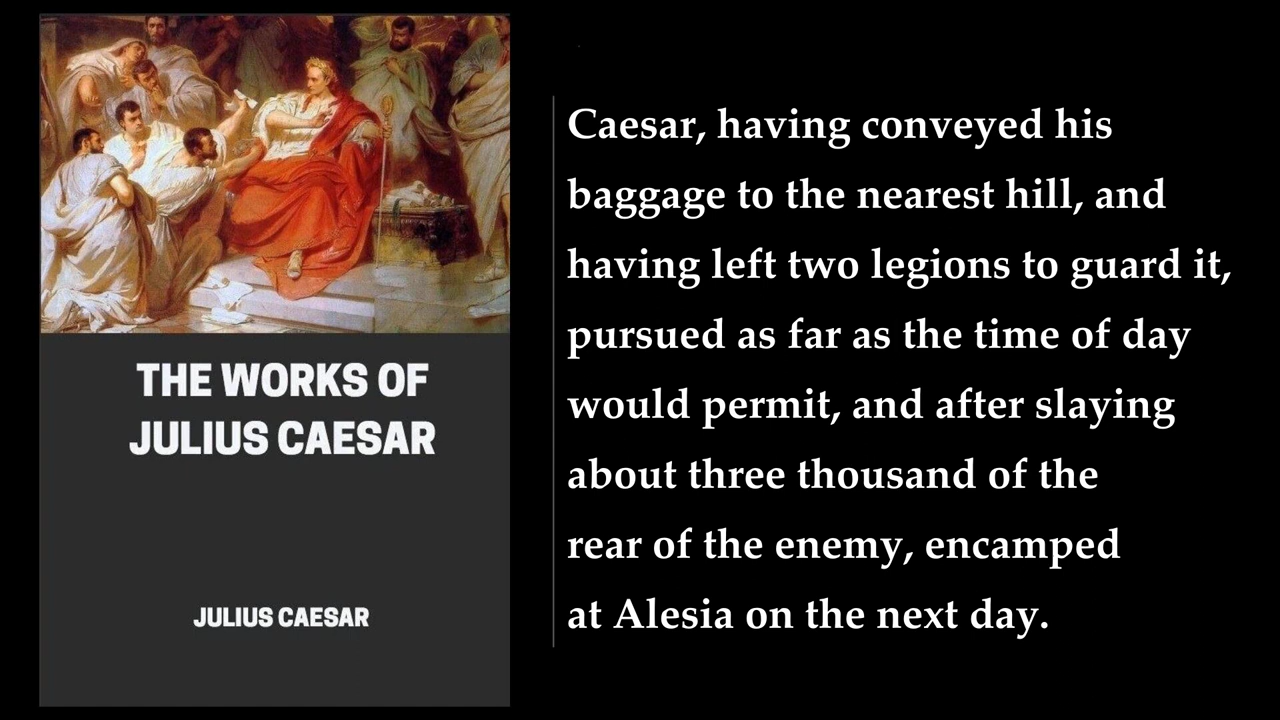 THE WORKS OF
JULIUS CAESAR
JULIUS CAESAR
Caesar, having conveyed his
baggage to the nearest hill, and
having left two legions to guard it,
pursued as far as the time of day
would permit, and after slaying
about three thousand of the
rear of the enemy, encamped
at Alesia on the next day.